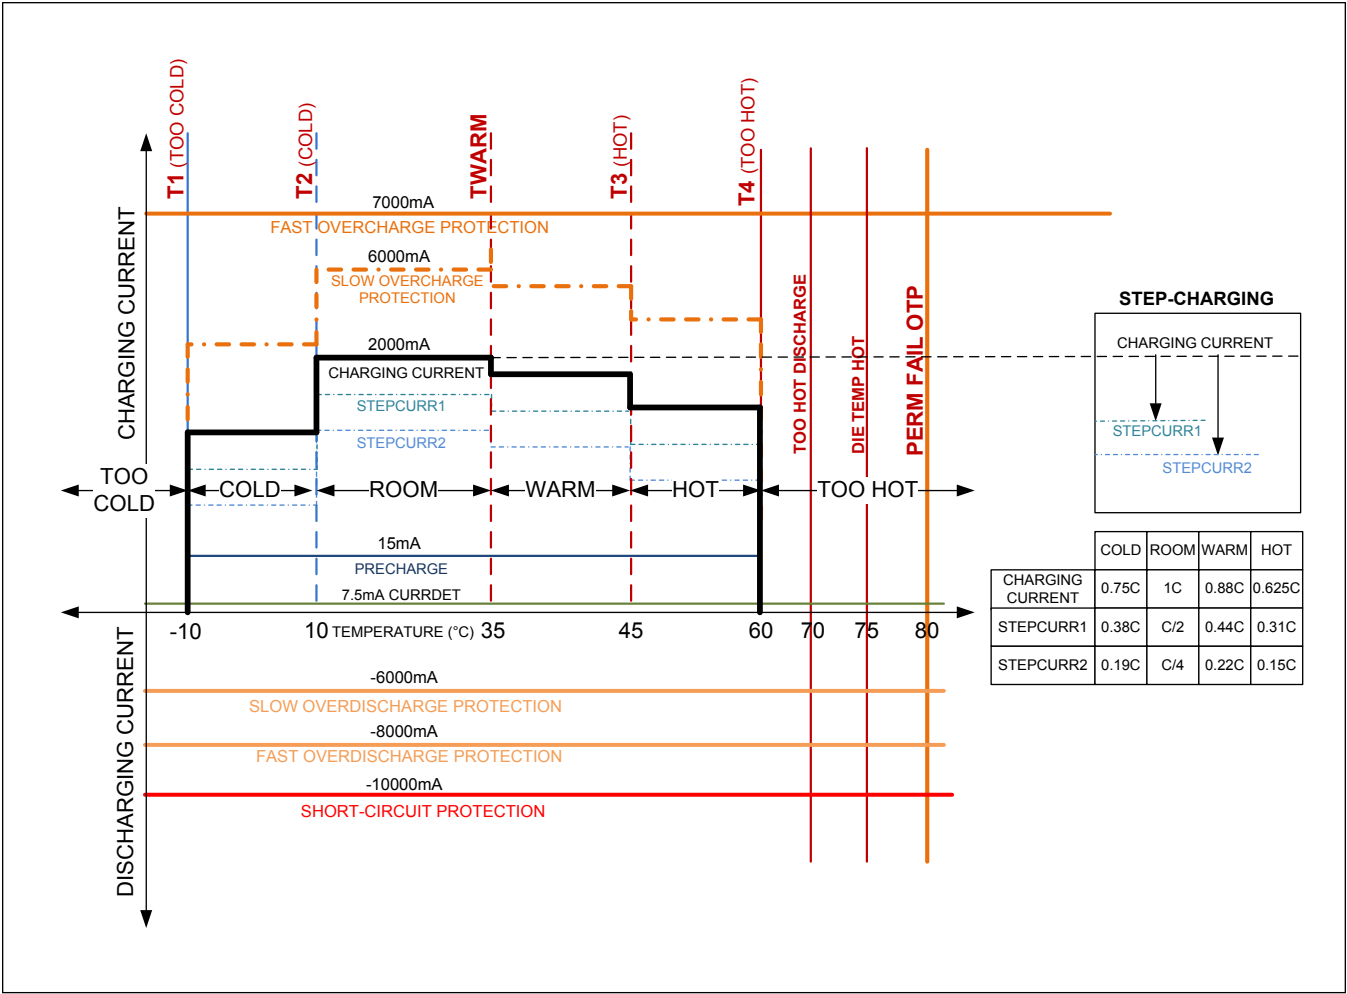 T1 (TOO COLD)
T2 (COLD)
TWARM
T3 (HOT)
T4 (TOO HOT)
CHARGING CURRENT
7000mA
FAST OVERCHARGE PROTECTION
6000mA
SLOW OVERCHARGE
PROTECTION
2000mA
CHARGING CURRENT
STEPCURR1
STEPCURR2
TOO HOT DISCHARGE
DIE TEMP HOT
PERM FAIL OTP
TOO
COLD
COLD
ROOM
WARM
HOT
TOO HOT
15mA
PRECHARGE
7.5mA CURRDET
-10
10
TEMPERATURE (°C)
35
45
60
70
75
80
DISCHARGING CURRENT
-6000mA
SLOW OVERDISCHARGE PROTECTION
-8000mA
FAST OVERDISCHARGE PROTECTION
-10000mA
SHORT-CIRCUIT PROTECTION
STEP-CHARGING
CHARGING CURRENT
STEPCURR1
STEPCURR2
COLD ROOM WARM HOT
CHARGING
CURRENT
0.75C 1C 0.88C 0.625C
STEPCURR1 0.38C C/2 0.44C 0.31C
STEPCURR2 0.19C C/4 0.22C 0.15C